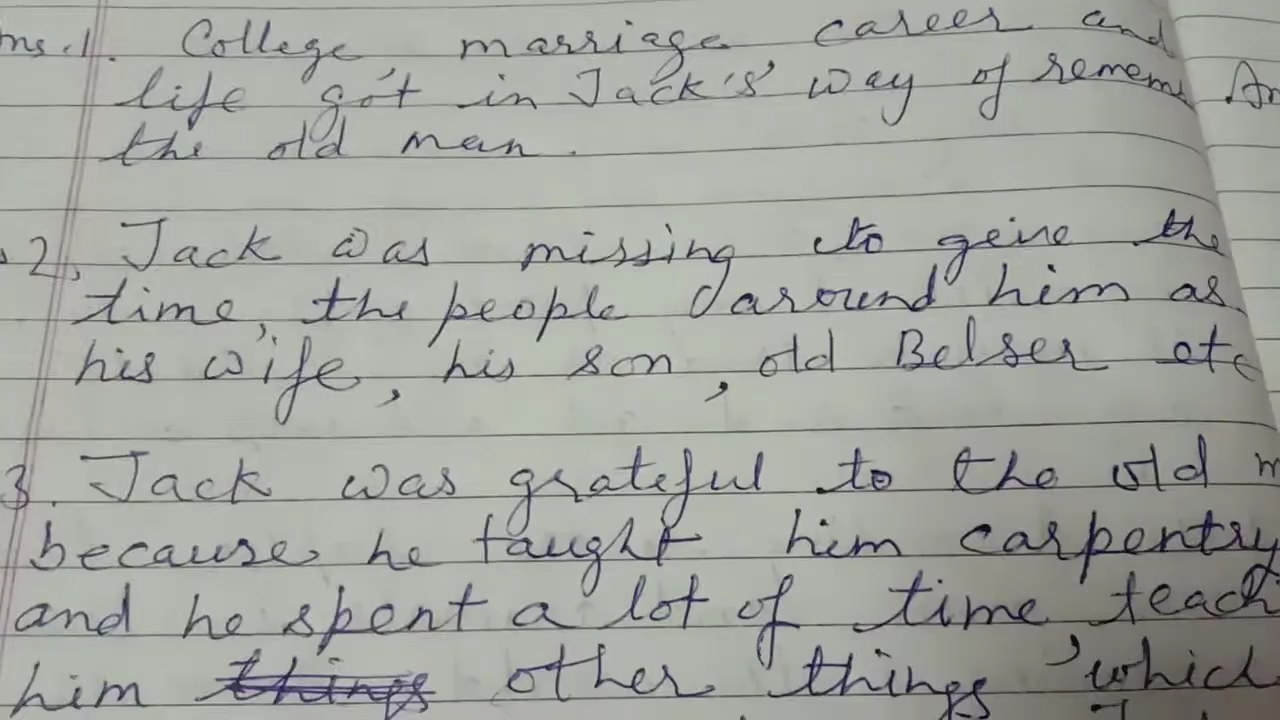 Ans.1. College, marriage career and
life got in Jack's way of remem
the old man.
2. Jack was missing to geive the
time, the people around him as
his wife, his son, old Belser etc
3. Jack was grateful to the old m
because he taught him carpentry
and he spent a lot of time teach
him things other things, which
An